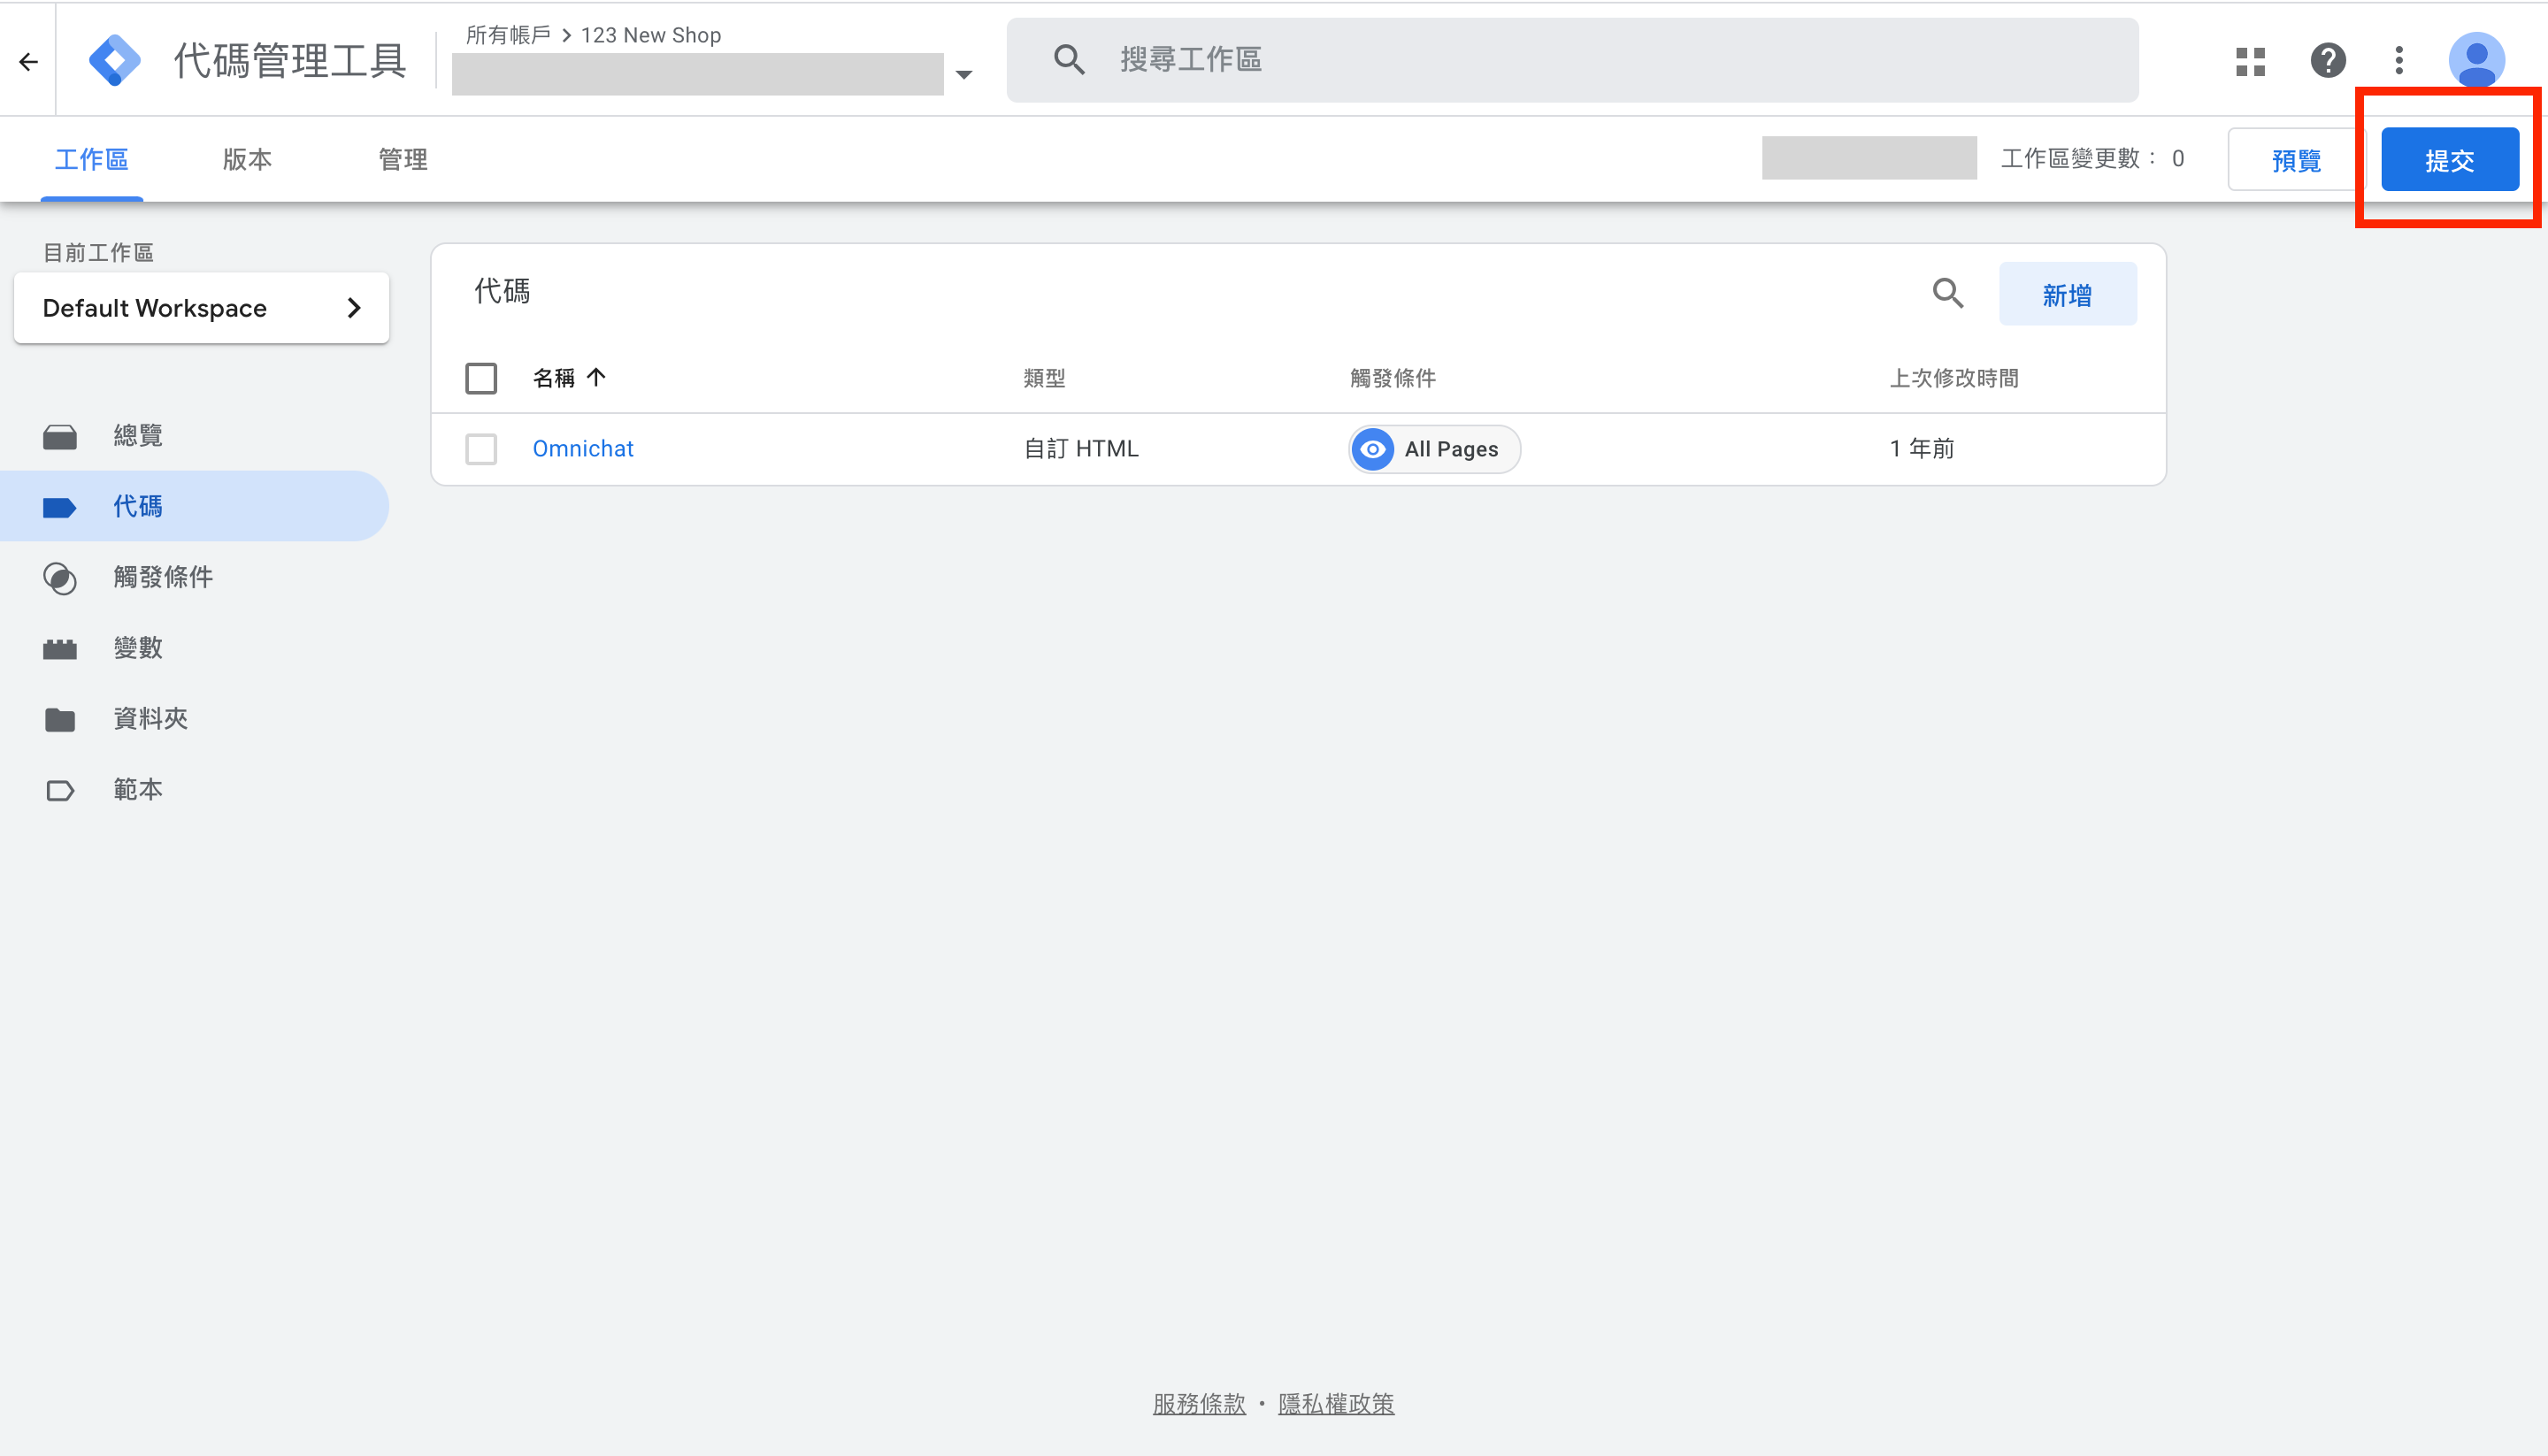 代碼管理工具
所有帳戶 > 123 New Shop
搜尋工作區
工作區
版本
管理
工作區變更數： 0
預覽
提交
目前工作區
Default Workspace
總覽
代碼
觸發條件
變數
資料夾
範本
代碼
新增
名稱
類型
觸發條件
上次修改時間
Omnichat
自訂 HTML
All Pages
1 年前
服務條款 · 隱私權政策